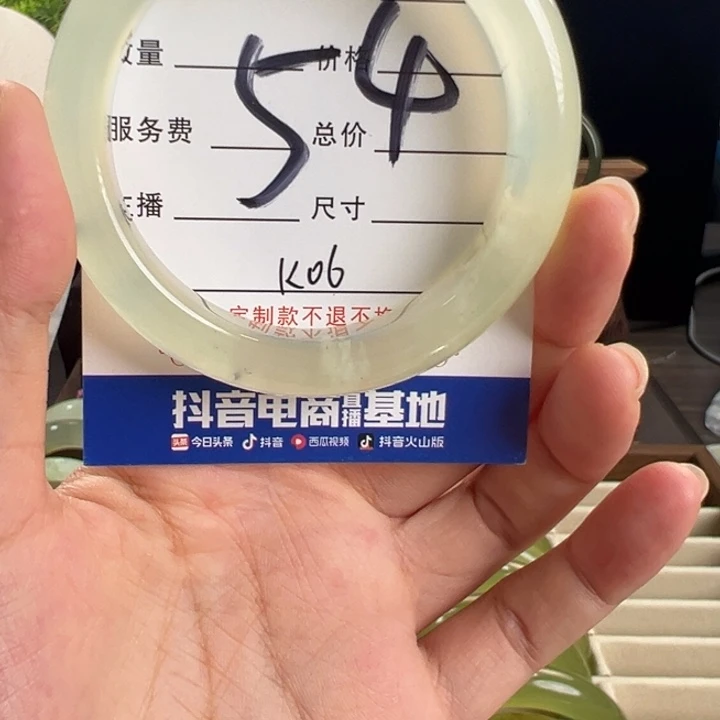 数量 价格
54
服务费 总价
主播 尺寸
K06
定制款不退不换
抖音电商直播基地
今日头条 抖音 西瓜视频 抖音火山版